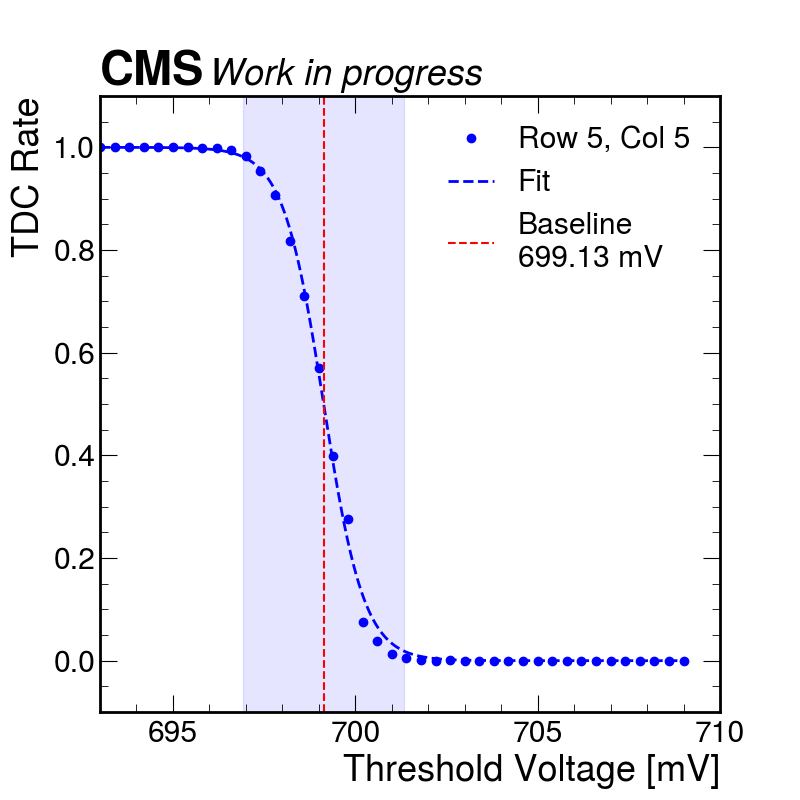 CMS Work in progress
TDC Rate
1.0
0.8
0.6
0.4
0.2
0.0
Row 5, Col 5
Fit
Baseline
699.13 mV
695 700 705 710
Threshold Voltage [mV]